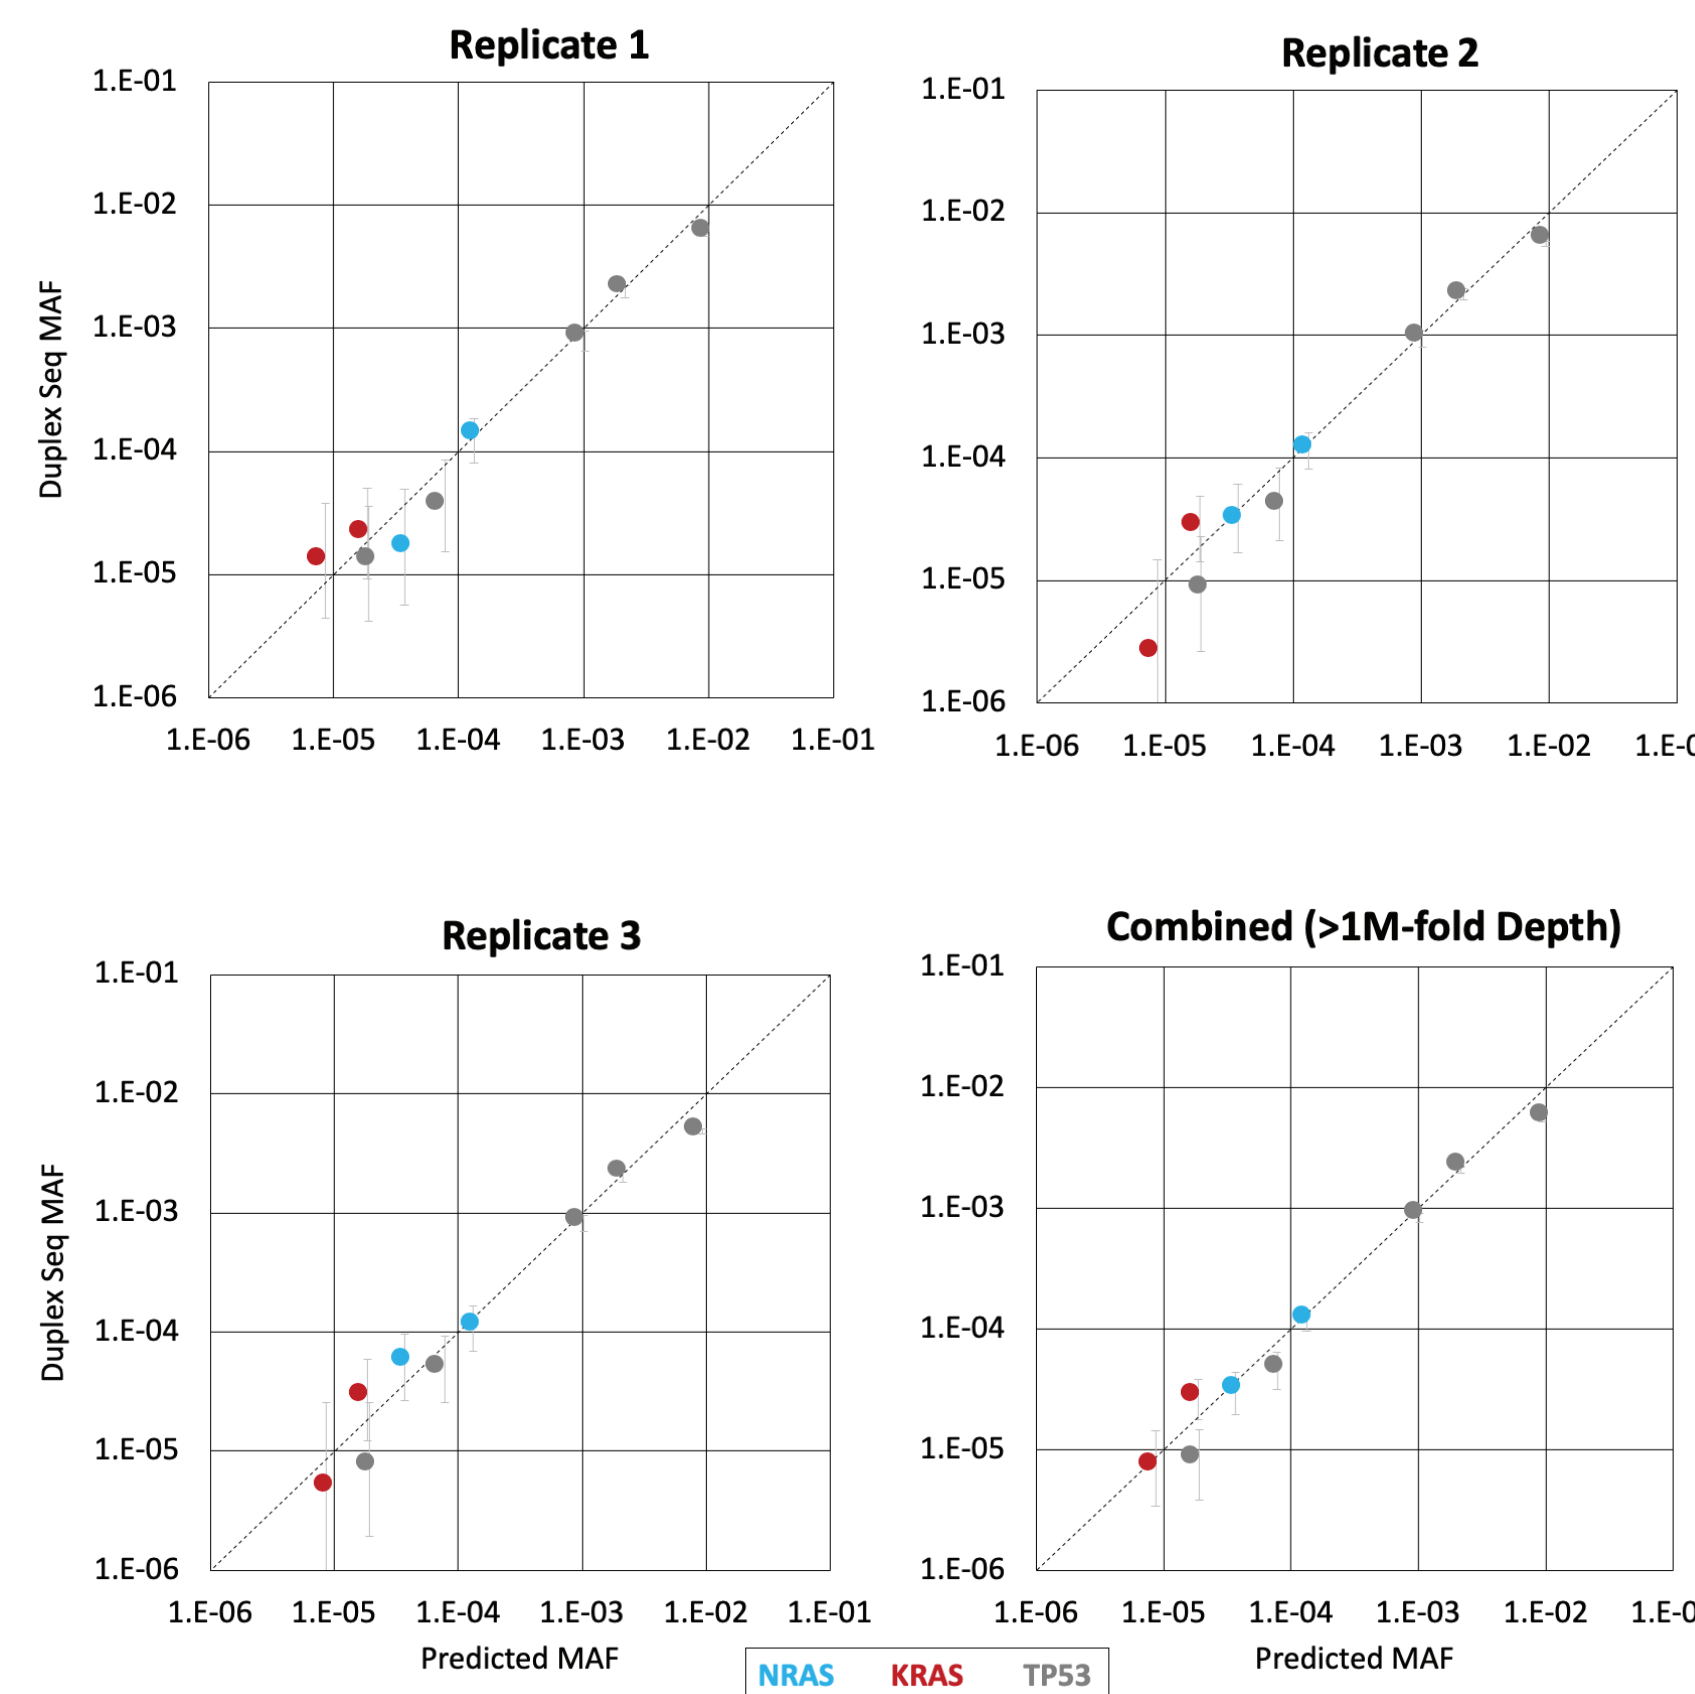 Replicate 1
1.E-01
1.E-02
1.E-03
1.E-04
1.E-05
1.E-06
Duplex Seq MAF
1.E-06 1.E-05 1.E-04 1.E-03 1.E-02 1.E-01
Replicate 2
1.E-01
1.E-02
1.E-03
1.E-04
1.E-05
1.E-06
1.E-06 1.E-05 1.E-04 1.E-03 1.E-02 1.E-0
Replicate 3
1.E-01
1.E-02
1.E-03
1.E-04
1.E-05
1.E-06
Duplex Seq MAF
1.E-06 1.E-05 1.E-04 1.E-03 1.E-02 1.E-01
Predicted MAF
Combined (>1M-fold Depth)
1.E-01
1.E-02
1.E-03
1.E-04
1.E-05
1.E-06
1.E-06 1.E-05 1.E-04 1.E-03 1.E-02 1.E-0
Predicted MAF
NRAS KRAS TP53